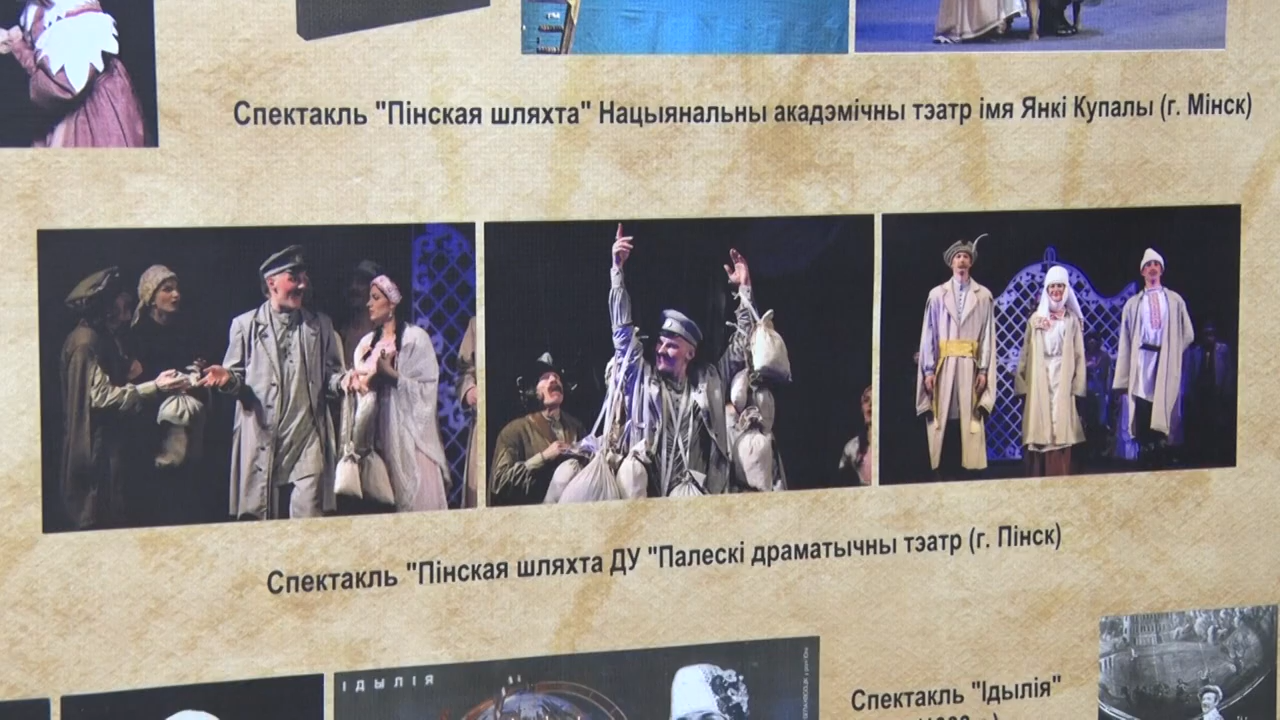 Спектакль "Пінская шляхта" Нацыянальны акадэмічны тэатр імя Янкі Купалы (г. Мінск)
Спектакль "Пінская шляхта ДУ "Палескі драматычны тэатр (г. Пінск)
ІДЫЛІЯ
Спектакль "Ідылія"